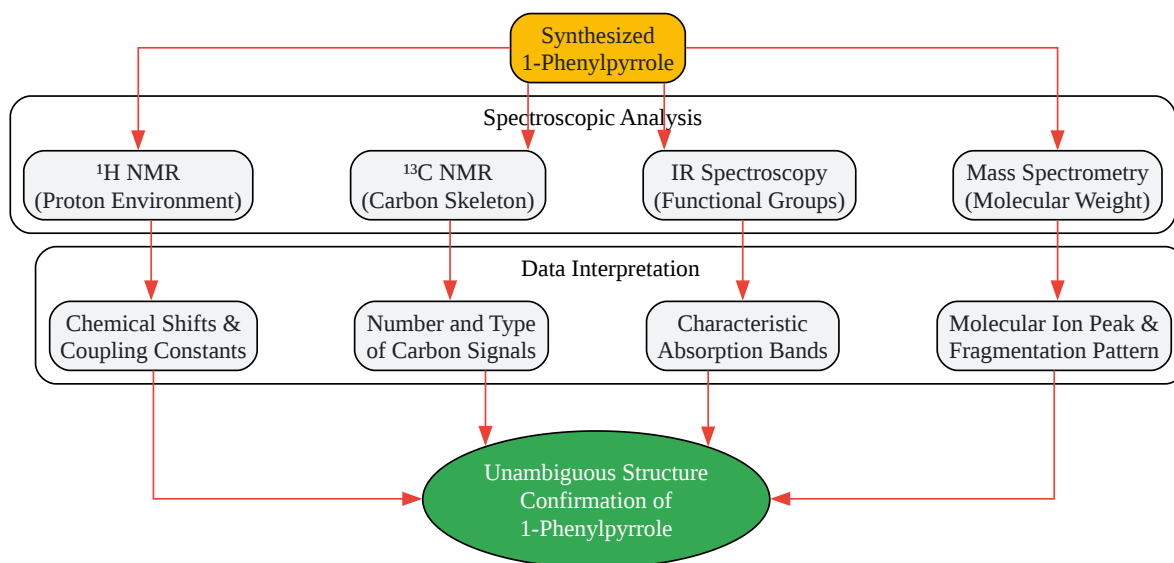 Synthesized
1-Phenylpyrrole
Spectroscopic Analysis
¹H NMR
(Proton Environment)
¹³C NMR
(Carbon Skeleton)
IR Spectroscopy
(Functional Groups)
Mass Spectrometry
(Molecular Weight)
Data Interpretation
Chemical Shifts &
Coupling Constants
Number and Type
of Carbon Signals
Characteristic
Absorption Bands
Molecular Ion Peak &
Fragmentation Pattern
Unambiguous Structure
Confirmation of
1-Phenylpyrrole